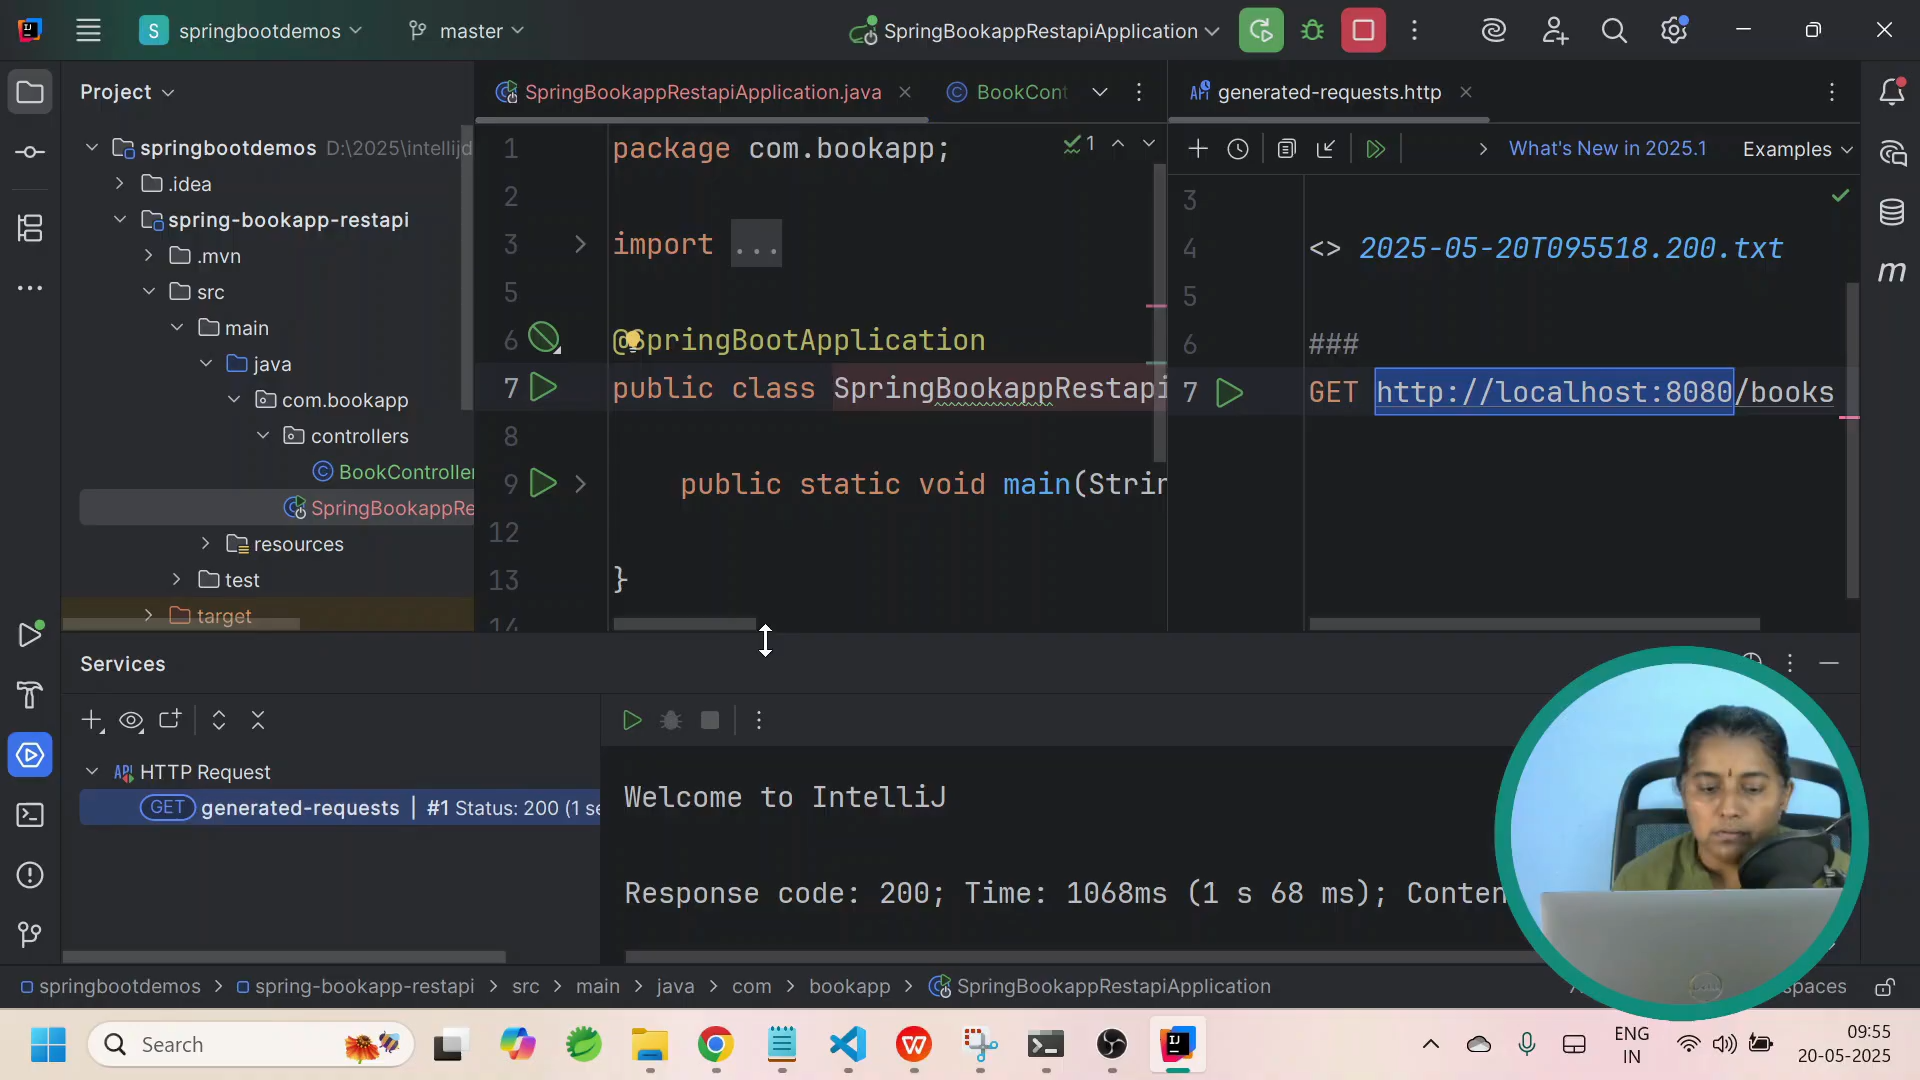 springbootdemos
master
SpringBookappRestapiApplication
Project
SpringBookappRestapiApplication.java
BookCont
generated-requests.http
springbootdemos D:\2025\intellijd
.idea
spring-bookapp-restapi
.mvn
src
main
java
com.bookapp
controllers
BookController
SpringBookappRe
resources
test
target
1 package com.bookapp;
1
2
3 import ...
5
6 @SpringBootApplication
7 public class SpringBookappRestapi
8
9 public static void main(Strin
12
13 }
14
What's New in 2025.1
Examples
3
4 <> 2025-05-20T095518.200.txt
5
6 ###
7 GET http://localhost:8080/books
Services
HTTP Request
GET generated-requests | #1 Status: 200 (1 se
Welcome to IntelliJ
Response code: 200; Time: 1068ms (1 s 68 ms); Conten
springbootdemos > spring-bookapp-restapi > src > main > java > com > bookapp > SpringBookappRestapiApplication
spaces
Search
ENG
IN
09:55
20-05-2025